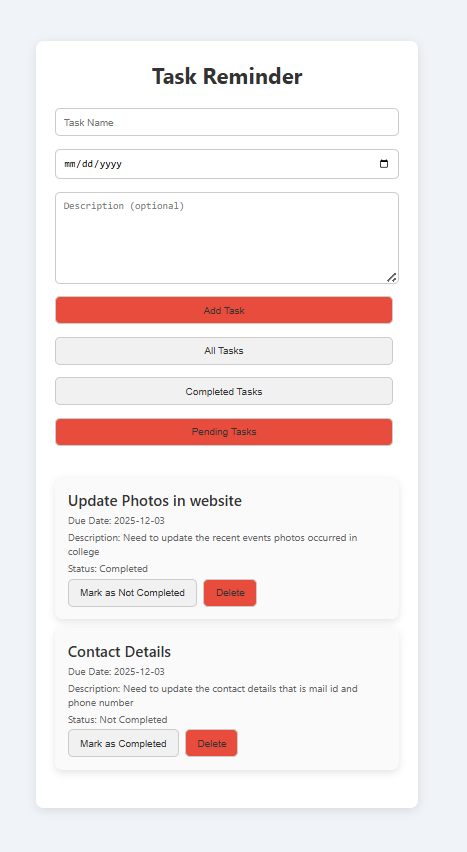 Task Reminder
Task Name
mm/dd/yyyy
Description (optional)
Add Task
All Tasks
Completed Tasks
Pending Tasks
Update Photos in website
Due Date: 2025-12-03
Description: Need to update the recent events photos occurred in
college
Status: Completed
Mark as Not Completed Delete
Contact Details
Due Date: 2025-12-03
Description: Need to update the contact details that is mail id and
phone number
Status: Not Completed
Mark as Completed Delete